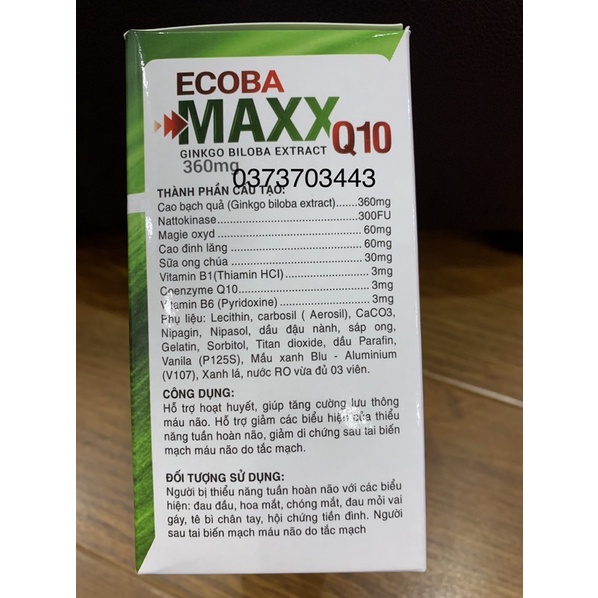 ECOBA
MAXX Q10
GINKGO BILOBA EXTRACT
360mg
0373703443
THÀNH PHẦN CẤU TẠO:
Cao bạch quả (Ginkgo biloba extract)......360mg
Nattokinase..............................300FU
Magie oxyd..............................60mg
Cao đinh lăng...........................60mg
Sữa ong chúa............................30mg
Vitamin B1(Thiamin HCl).................3mg
Coenzyme Q10............................3mg
Vitamin B6 (Pyridoxine).................3mg
Phụ liệu: Lecithin, carbosil ( Aerosil), CaCO3,
Nipagin, Nipasol, dầu đậu nành, sáp ong,
Gelatin, Sorbitol, Titan dioxide, dầu Parafin,
Vanila (P125S), Mầu xanh Blu - Aluminium
(V107), Xanh lá, nước RO vừa đủ 03 viên.
CÔNG DỤNG:
Hỗ trợ hoạt huyết, giúp tăng cường lưu thông
máu não. Hỗ trợ giảm các biểu hiện của thiểu
năng tuần hoàn não, giảm di chứng sau tai biến
mạch máu não do tắc mạch.
ĐỐI TƯỢNG SỬ DỤNG:
Người bị thiểu năng tuần hoàn não với các biểu
hiện: đau đầu, hoa mắt, chóng mắt, đau mỏi vai
gáy, tê bì chân tay, hội chứng tiền đình. Người
sau tai biến mạch máu não do tắc mạch